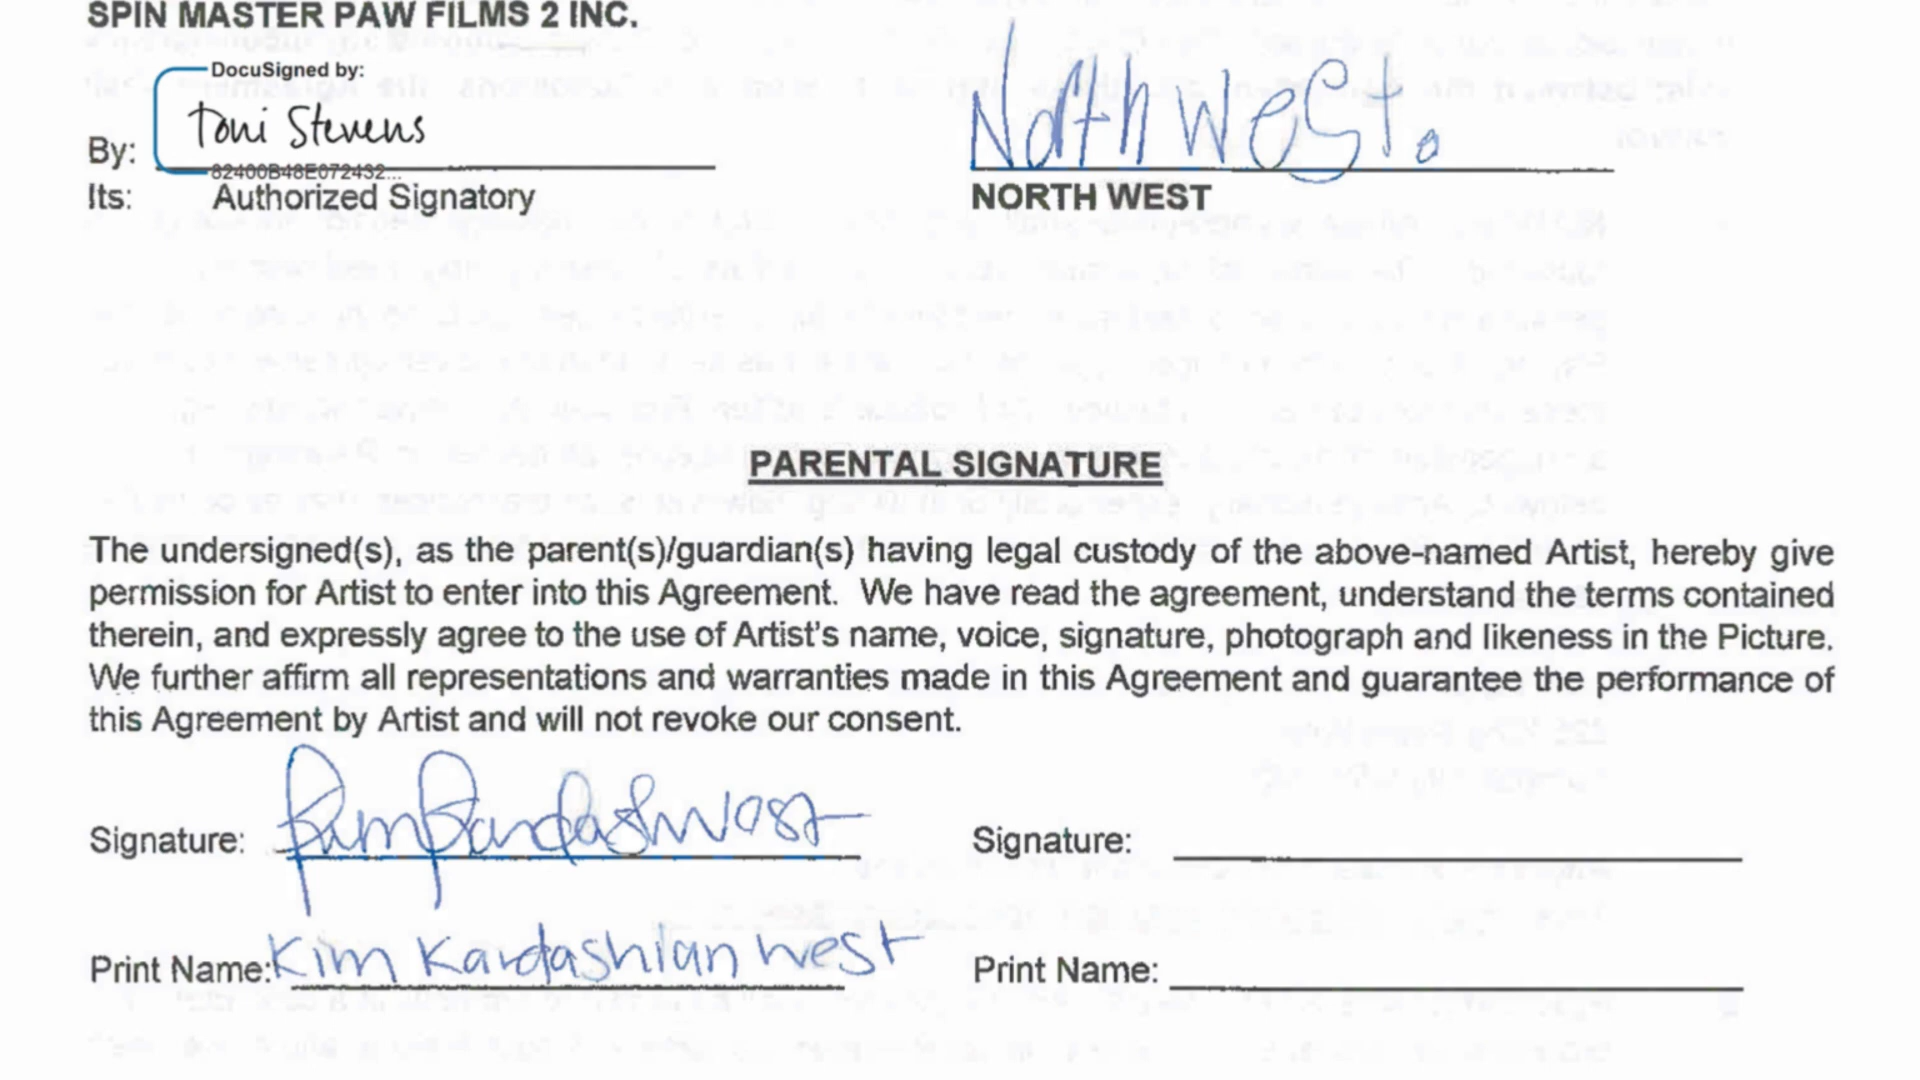 SPIN MASTER PAW FILMS 2 INC.
DocuSigned by:
Toni Stevens
By:
82400B48E072432...
Its: Authorized Signatory
North West.
NORTH WEST
PARENTAL SIGNATURE
The undersigned(s), as the parent(s)/guardian(s) having legal custody of the above-named Artist, hereby give
permission for Artist to enter into this Agreement. We have read the agreement, understand the terms contained
therein, and expressly agree to the use of Artist's name, voice, signature, photograph and likeness in the Picture.
We further affirm all representations and warranties made in this Agreement and guarantee the performance of
this Agreement by Artist and will not revoke our consent.
Signature: Kim Kardash West
Signature:
Print Name: Kim Kardashian West
Print Name: